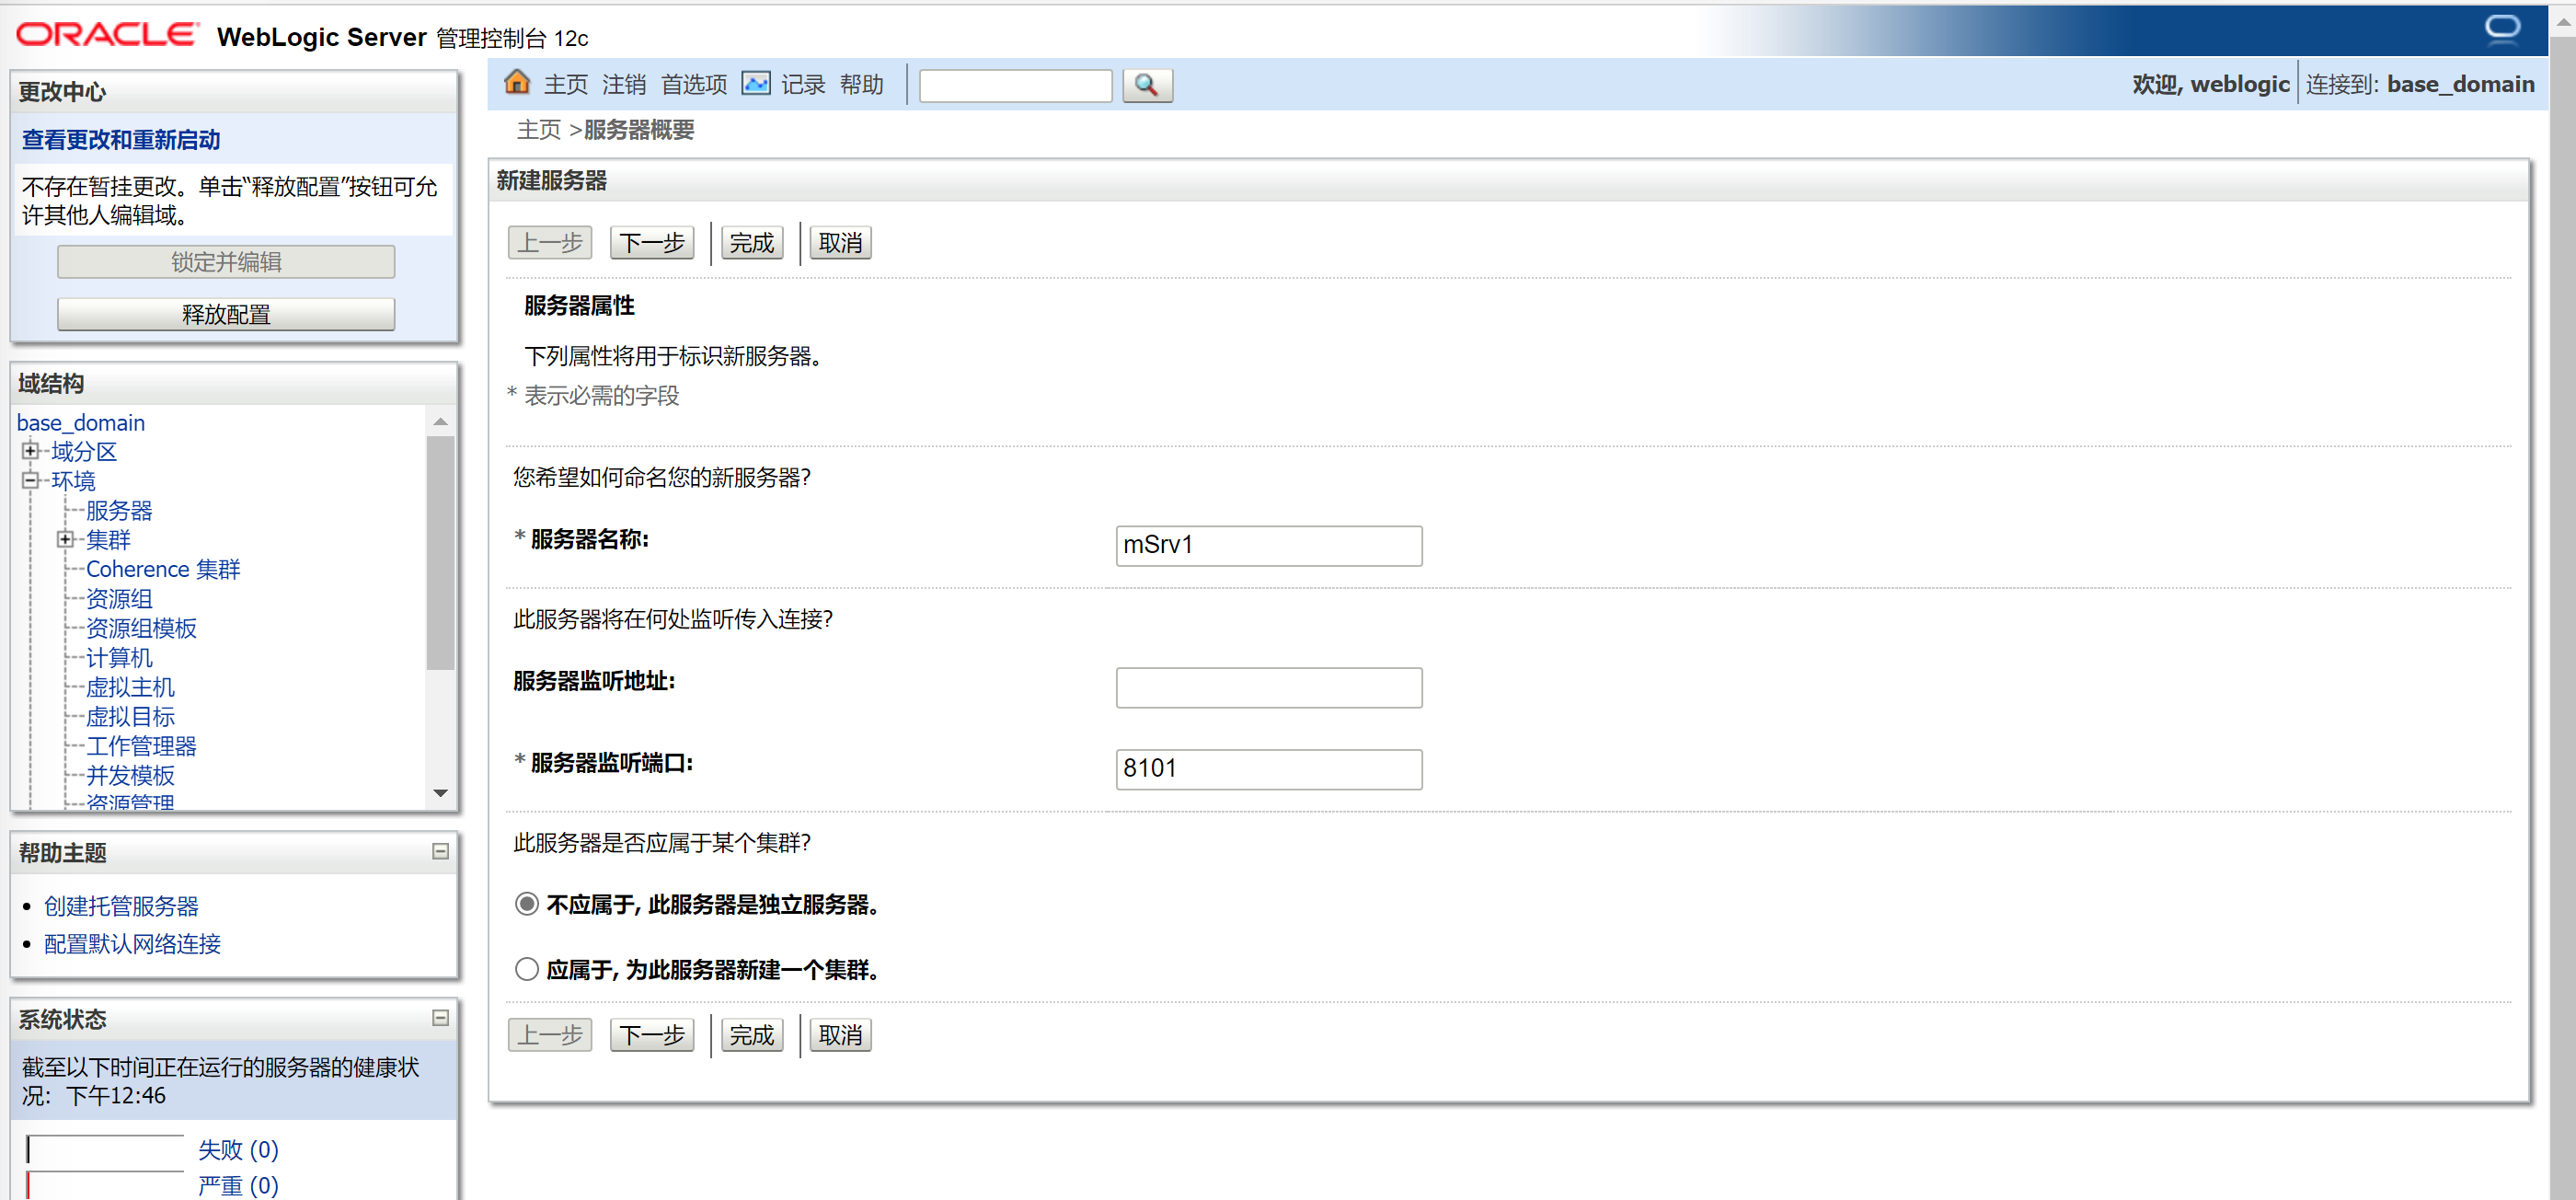 ORACLE WebLogic Server 管理控制台 12c
更改中心
查看更改和重新启动
不存在暂挂更改。单击“释放配置”按钮可允
许其他人编辑域。
锁定并编辑
释放配置
域结构
base_domain
域分区
环境
服务器
集群
Coherence 集群
资源组
资源组模板
计算机
虚拟主机
虚拟目标
工作管理器
并发模板
资源管理
帮助主题
创建托管服务器
配置默认网络连接
系统状态
截至以下时间正在运行的服务器的健康状
况: 下午12:46
失败 (0)
严重 (0)
主页 注销 首选项 记录 帮助
欢迎, weblogic 连接到: base_domain
主页 >服务器概要
新建服务器
上一步 下一步 完成 取消
服务器属性
下列属性将用于标识新服务器。
* 表示必需的字段
您希望如何命名您的新服务器?
* 服务器名称: mSrv1
此服务器将在何处监听传入连接?
服务器监听地址:
* 服务器监听端口: 8101
此服务器是否应属于某个集群?
不应属于, 此服务器是独立服务器。
应属于, 为此服务器新建一个集群。
上一步 下一步 完成 取消